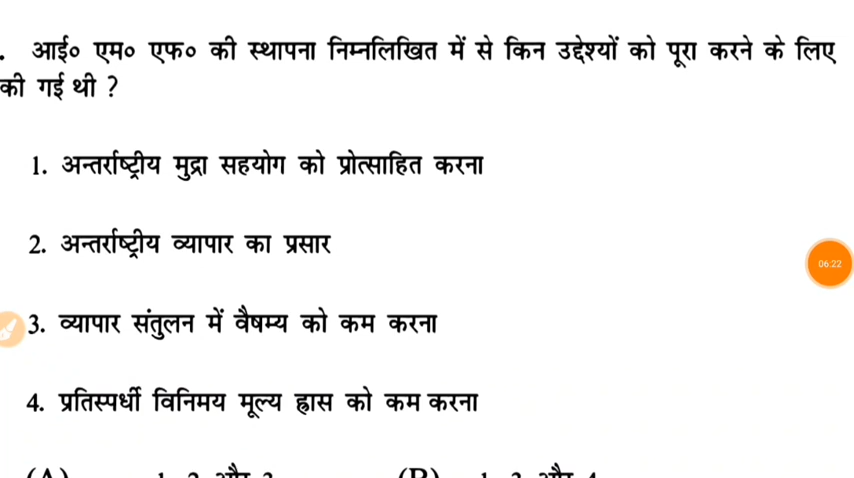 . आई० एम० एफ० की स्थापना निम्नलिखित में से किन उद्देश्यों को पूरा करने के लिए
की गई थी ?
1. अन्तर्राष्ट्रीय मुद्रा सहयोग को प्रोत्साहित करना
2. अन्तर्राष्ट्रीय व्यापार का प्रसार
06:22
3. व्यापार संतुलन में वैषम्य को कम करना
4. प्रतिस्पर्धी विनिमय मूल्य ह्रास को कम करना